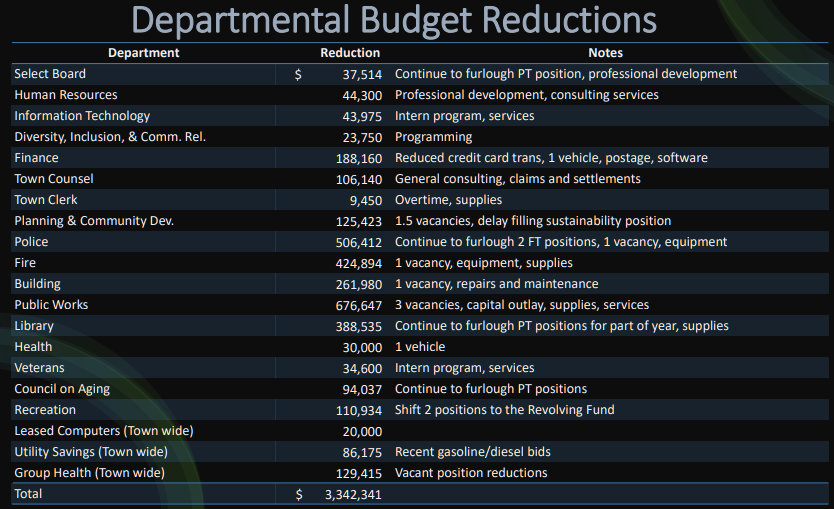 Departmental Budget Reductions
Department Reduction Notes
Select Board $ 37,514 Continue to furlough PT position, professional development
Human Resources 44,300 Professional development, consulting services
Information Technology 43,975 Intern program, services
Diversity, Inclusion, & Comm. Rel. 23,750 Programming
Finance 188,160 Reduced credit card trans, 1 vehicle, postage, software
Town Counsel 106,140 General consulting, claims and settlements
Town Clerk 9,450 Overtime, supplies
Planning & Community Dev. 125,423 1.5 vacancies, delay filling sustainability position
Police 506,412 Continue to furlough 2 FT positions, 1 vacancy, equipment
Fire 424,894 1 vacancy, equipment, supplies
Building 261,980 1 vacancy, repairs and maintenance
Public Works 676,647 3 vacancies, capital outlay, supplies, services
Library 388,535 Continue to furlough PT positions for part of year, supplies
Health 30,000 1 vehicle
Veterans 34,600 Intern program, services
Council on Aging 94,037 Continue to furlough PT positions
Recreation 110,934 Shift 2 positions to the Revolving Fund
Leased Computers (Town wide) 20,000
Utility Savings (Town wide) 86,175 Recent gasoline/diesel bids
Group Health (Town wide) 129,415 Vacant position reductions
Total $ 3,342,341